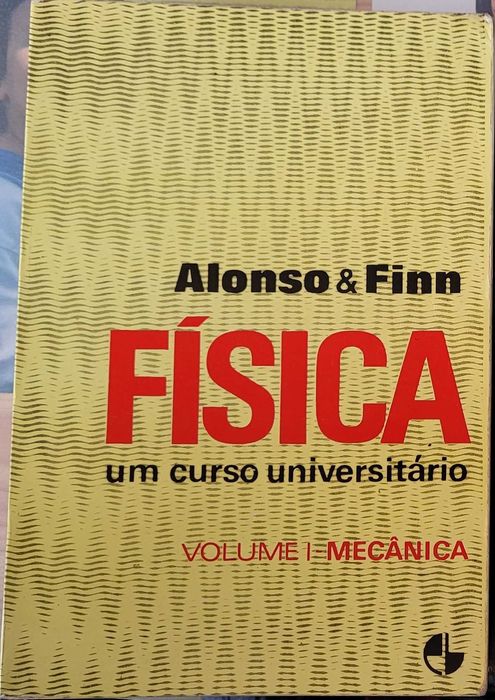 Alonso & Finn
FÍSICA
um curso universitário
VOLUME I-MECÂNICA